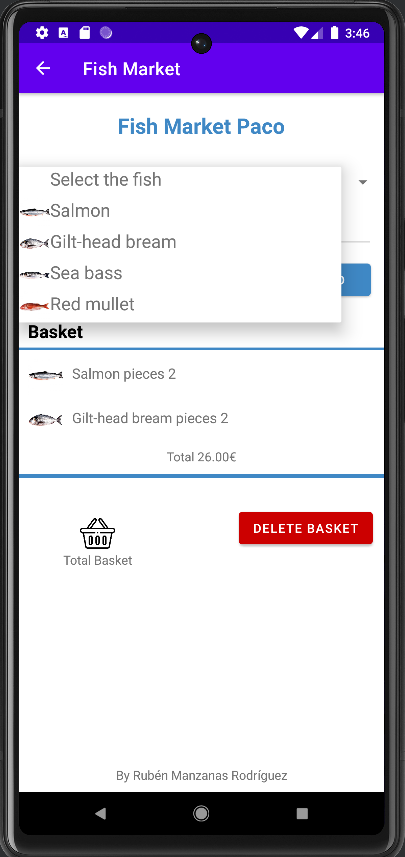 3:46
Fish Market
Fish Market Paco
Select the fish
Salmon
Gilt-head bream
Sea bass
Red mullet
Basket
Salmon pieces 2
Gilt-head bream pieces 2
Total 26.00€
DELETE BASKET
Total Basket
By Rubén Manzanas Rodríguez